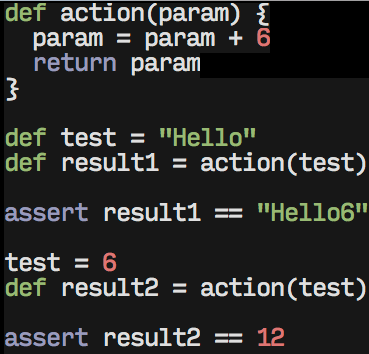 def action(param) {
  param = param + 6
  return param
}

def test = "Hello"
def result1 = action(test)

assert result1 == "Hello6"

test = 6
def result2 = action(test)

assert result2 == 12